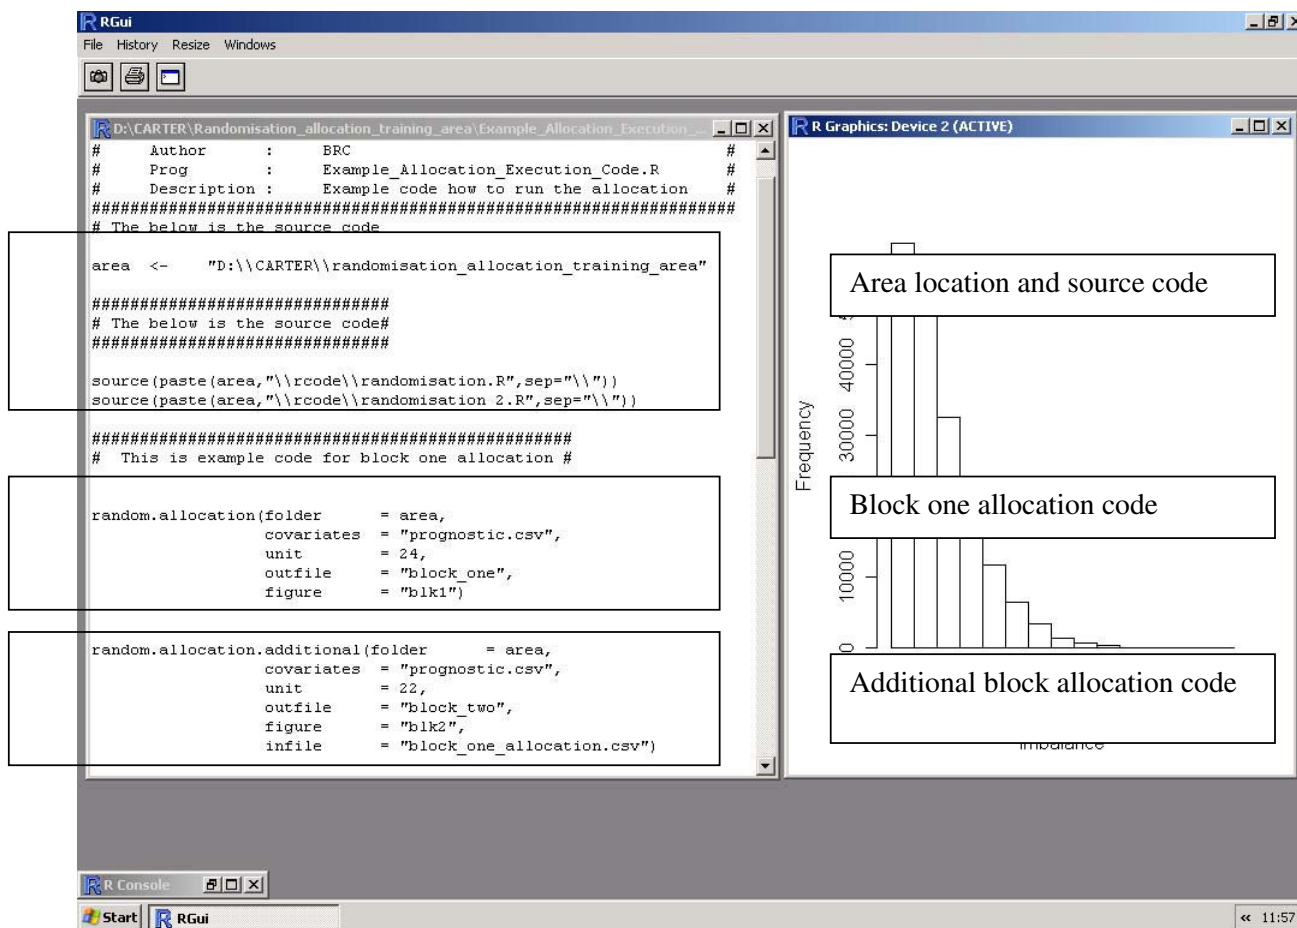 RGui
File History Resize Windows
D:\CARTER\Randomisation_allocation_training_area\Example_Allocation_Execution_...
# Author : BRC #
# Prog : Example_Allocation_Execution_Code.R #
# Description : Example code how to run the allocation #
###################################################################
# The below is the source code
area <- "D:\\CARTER\\randomisation_allocation_training_area"
###############################
# The below is the source code#
###############################
source(paste(area,"\\rcode\\randomisation.R",sep="\\"))
source(paste(area,"\\rcode\\randomisation 2.R",sep="\\"))
##################################################
# This is example code for block one allocation #
random.allocation(folder = area,
covariates = "prognostic.csv",
unit = 24,
outfile = "block_one",
figure = "blk1")
random.allocation.additional(folder = area,
covariates = "prognostic.csv",
unit = 22,
outfile = "block_two",
figure = "blk2",
infile = "block_one_allocation.csv")
R Graphics: Device 2 (ACTIVE)
Area location and source code
40000
30000
Frequency
Block one allocation code
10000
0
Additional block allocation code
Imbalance
R Console
Start
RGui
« 11:57